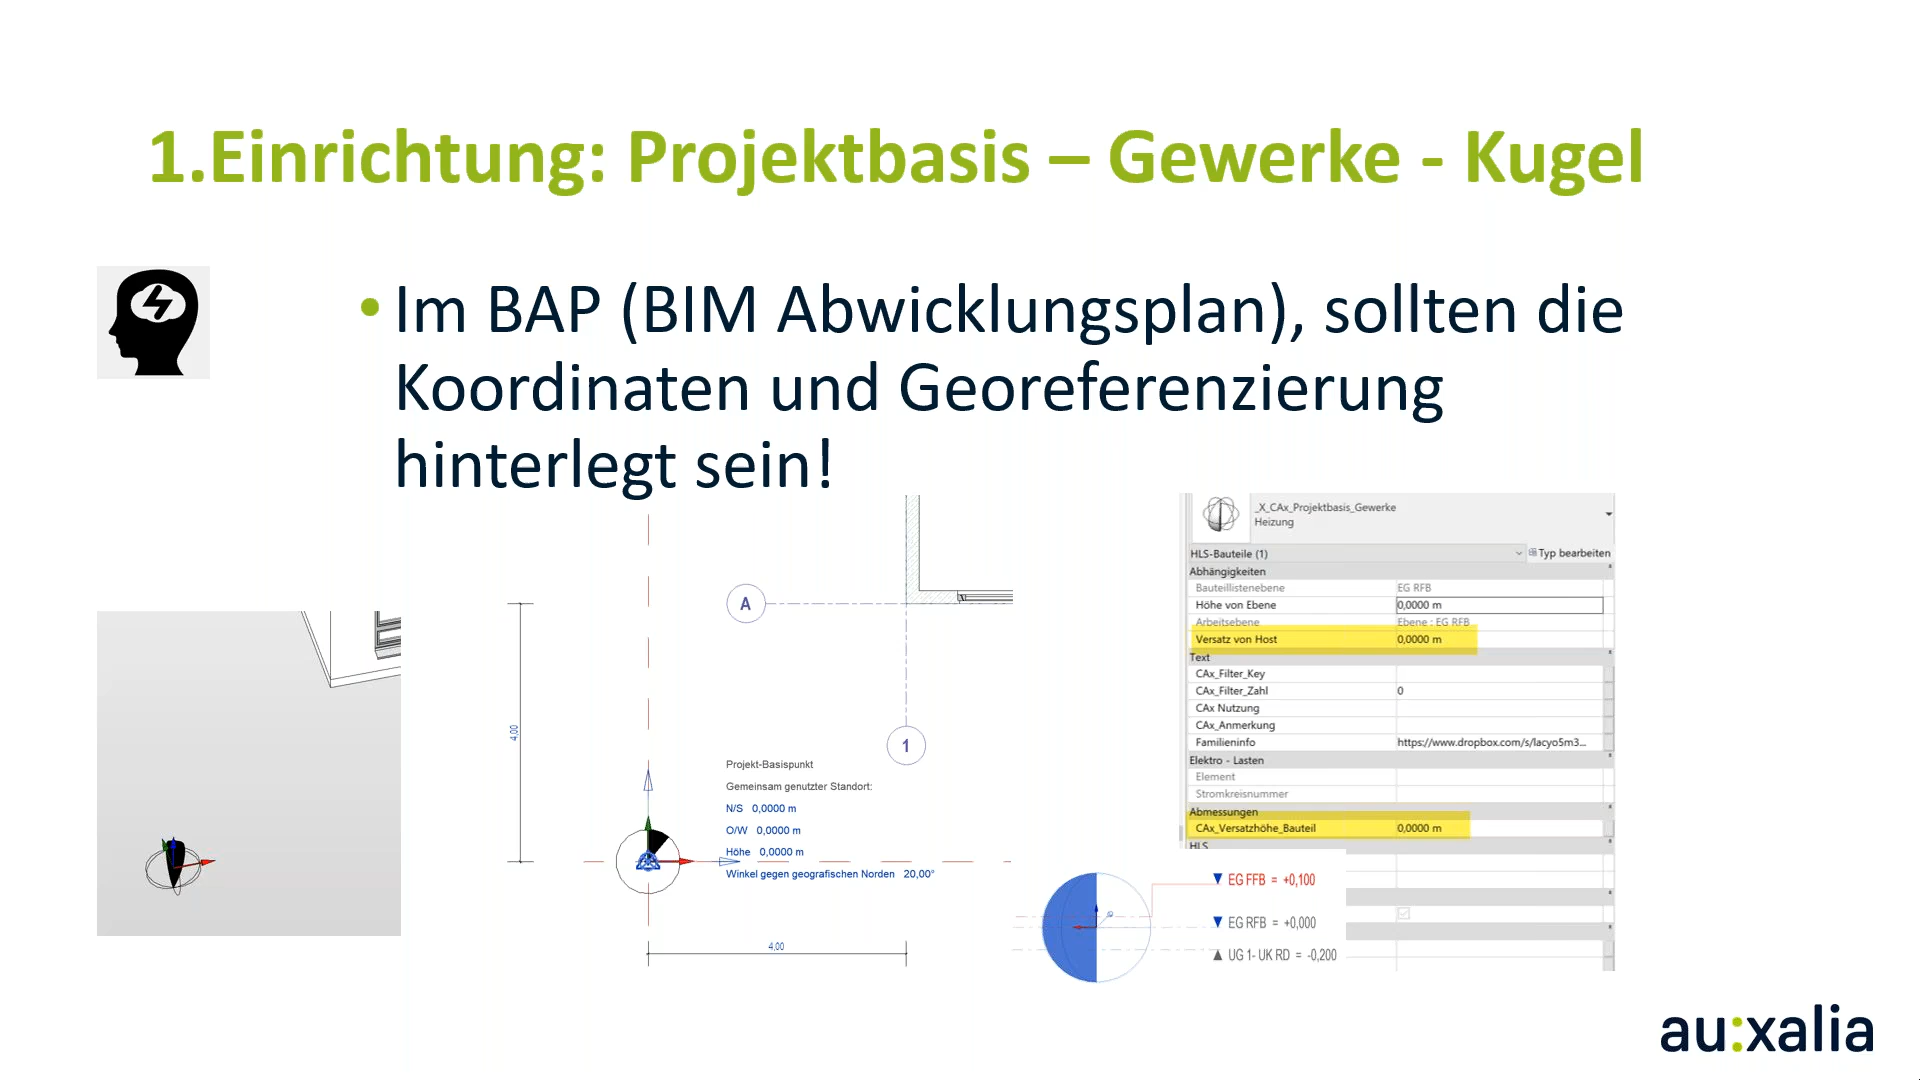 1.Einrichtung: Projektbasis – Gewerke - Kugel
• Im BAP (BIM Abwicklungsplan), sollten die
Koordinaten und Georeferenzierung
hinterlegt sein!
4,00
A
1
Projekt-Basispunkt
Gemeinsam genutzter Standort:
N/S 0,0000 m
O/W 0,0000 m
Höhe 0,0000 m
Winkel gegen geografischen Norden 20,00°
4,00
_X_CAx_Projektbasis_Gewerke
Heizung
HLS-Bauteile (1) Typ bearbeiten
Abhängigkeiten
Bauteillistenebene EG RFB
Höhe von Ebene 0,0000 m
Arbeitsebene Ebene : EG RFB
Versatz von Host 0,0000 m
Text
CAx_Filter_Key
CAx_Filter_Zahl 0
CAx Nutzung
CAx_Anmerkung
Familieninfo https://www.dropbox.com/s/lacyo5m3...
Elektro - Lasten
Element
Stromkreisnummer
Abmessungen
CAx_Versatzhöhe_Bauteil 0,0000 m
HLS
EG FFB = +0,100
EG RFB = +0,000
UG 1- UK RD = -0,200
au:xalia